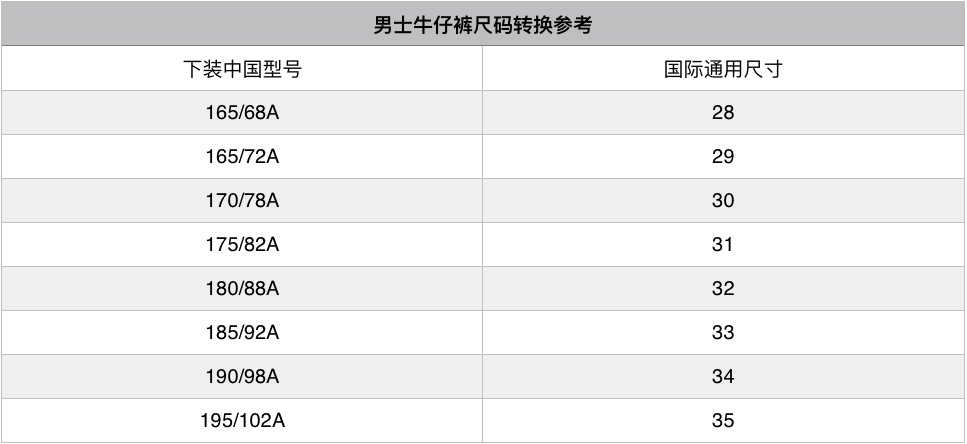 男士牛仔裤尺码转换参考
下装中国型号 国际通用尺寸
165/68A 28
165/72A 29
170/78A 30
175/82A 31
180/88A 32
185/92A 33
190/98A 34
195/102A 35